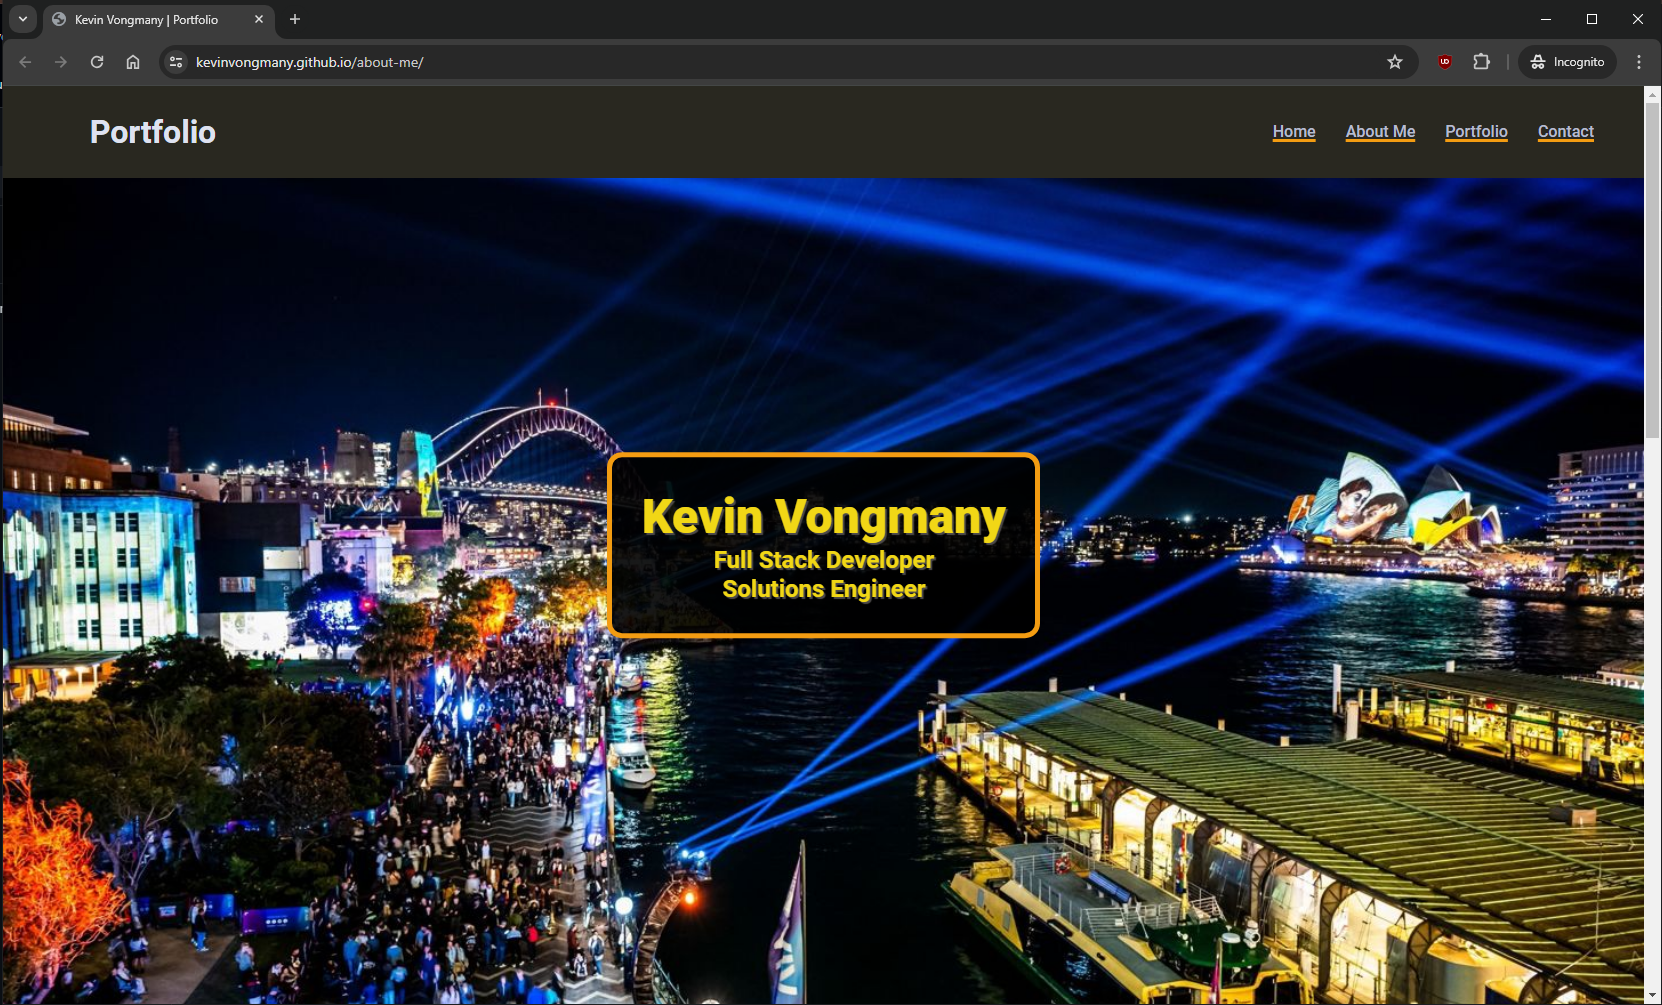 Kevin Vongmany | Portfolio
kevinvongmany.github.io/about-me/
Incognito
Portfolio
Home
About Me
Portfolio
Contact
Kevin Vongmany
Full Stack Developer
Solutions Engineer